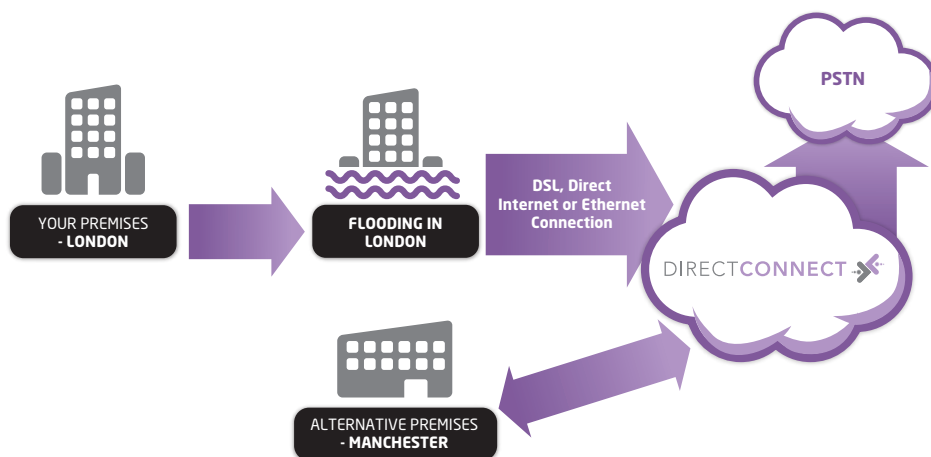 PSTN
DSL, Direct
Internet or Ethernet
Connection
YOUR PREMISES
- LONDON
FLOODING IN
LONDON
DIRECTCONNECT
ALTERNATIVE PREMISES
- MANCHESTER